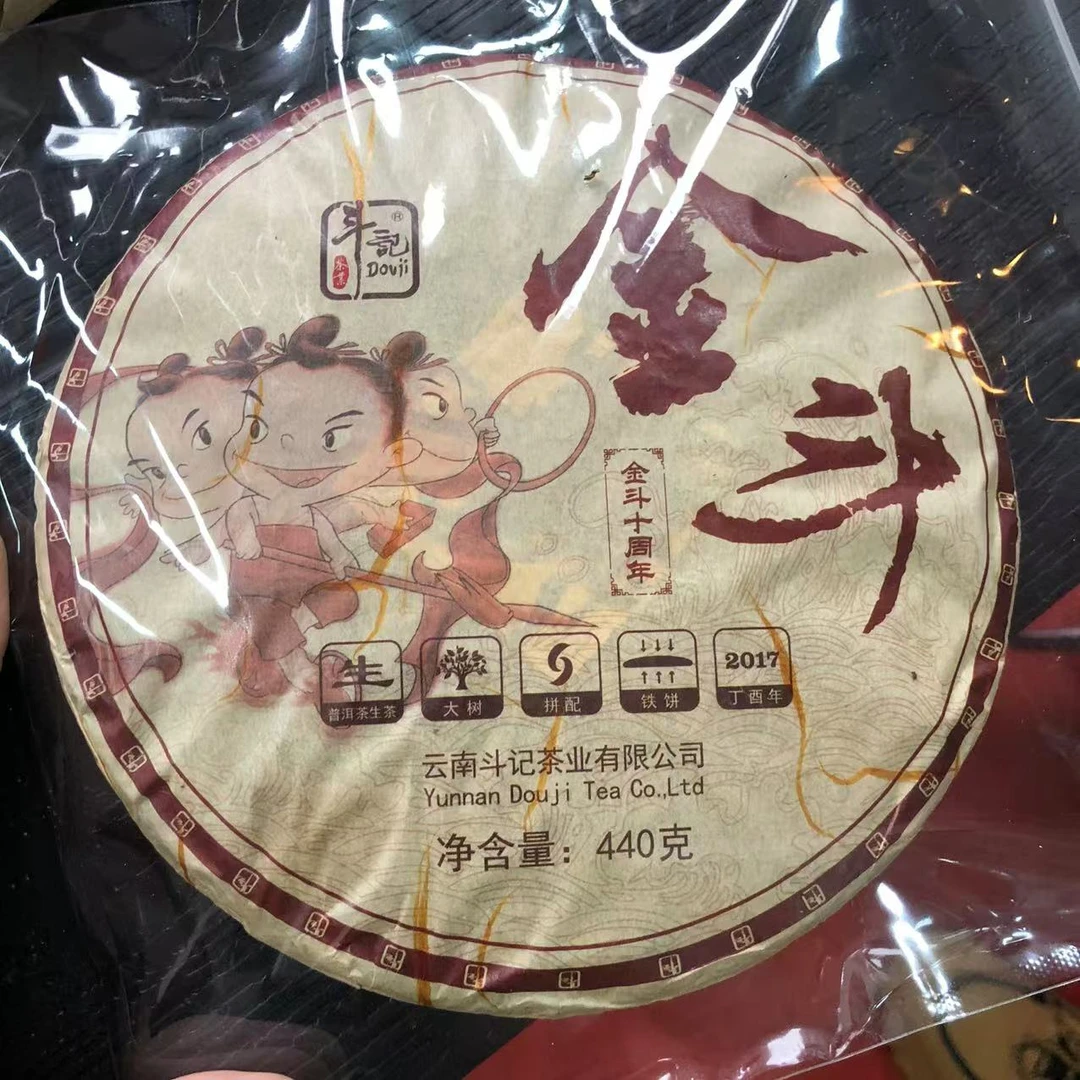 斗記
Douji
茶業
金斗
金斗十周年
生
普洱茶生茶
大树
拼配
铁饼
2017
丁酉年
云南斗记茶业有限公司
Yunnan Douji Tea Co.,Ltd
净含量：440克